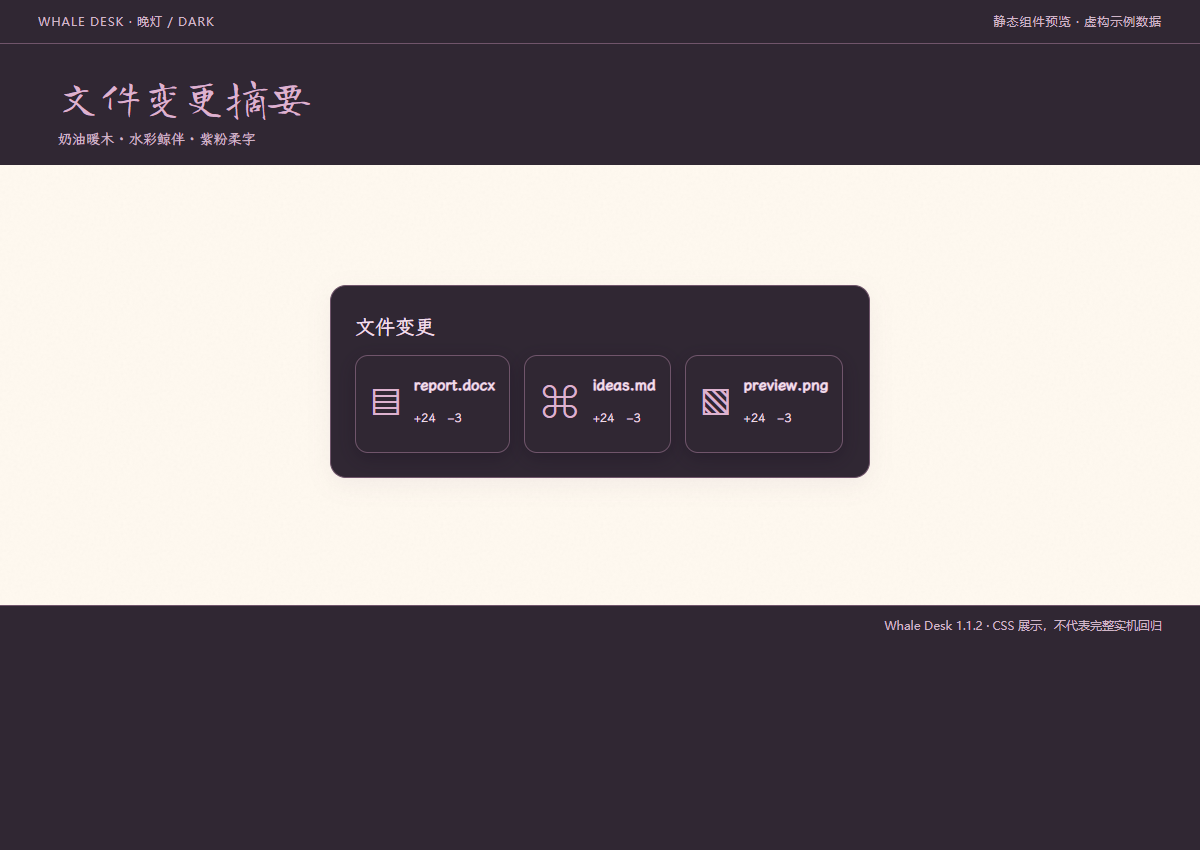 WHALE DESK · 晚灯 / DARK
静态组件预览 · 虚构示例数据
文件变更摘要
奶油暖木 · 水彩鲸伴 · 紫粉柔字
文件变更
report.docx
+24 −3
ideas.md
+24 −3
preview.png
+24 −3
Whale Desk 1.1.2 · CSS 展示，不代表完整实机回归